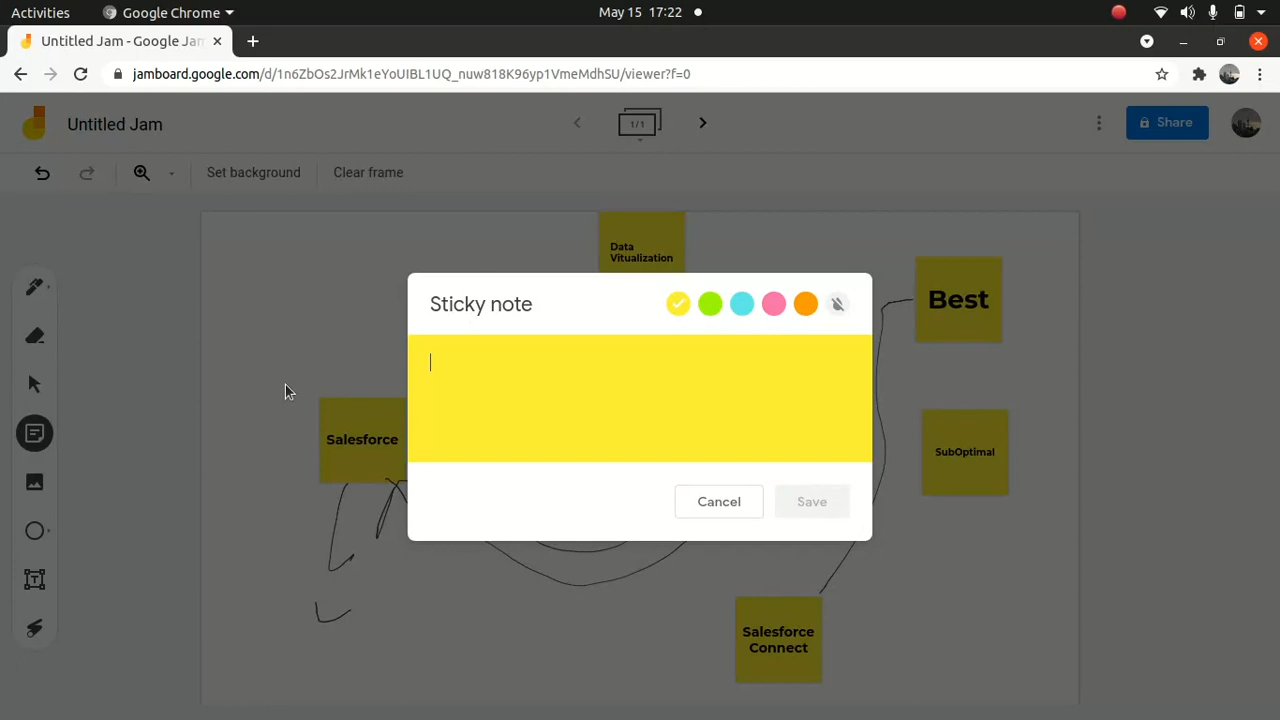 Activities
Google Chrome
May 15 17:22
Untitled Jam - Google Jam
jamboard.google.com/d/1n6ZbOs2JrMk1eYoUIBL1UQ_nuw818K96yp1VmeMdhSU/viewer?f=0
Untitled Jam
1/1
Share
Set background
Clear frame
Data
Vitualization
Best
Sticky note
Salesforce
SubOptimal
Cancel
Save
Salesforce
Connect